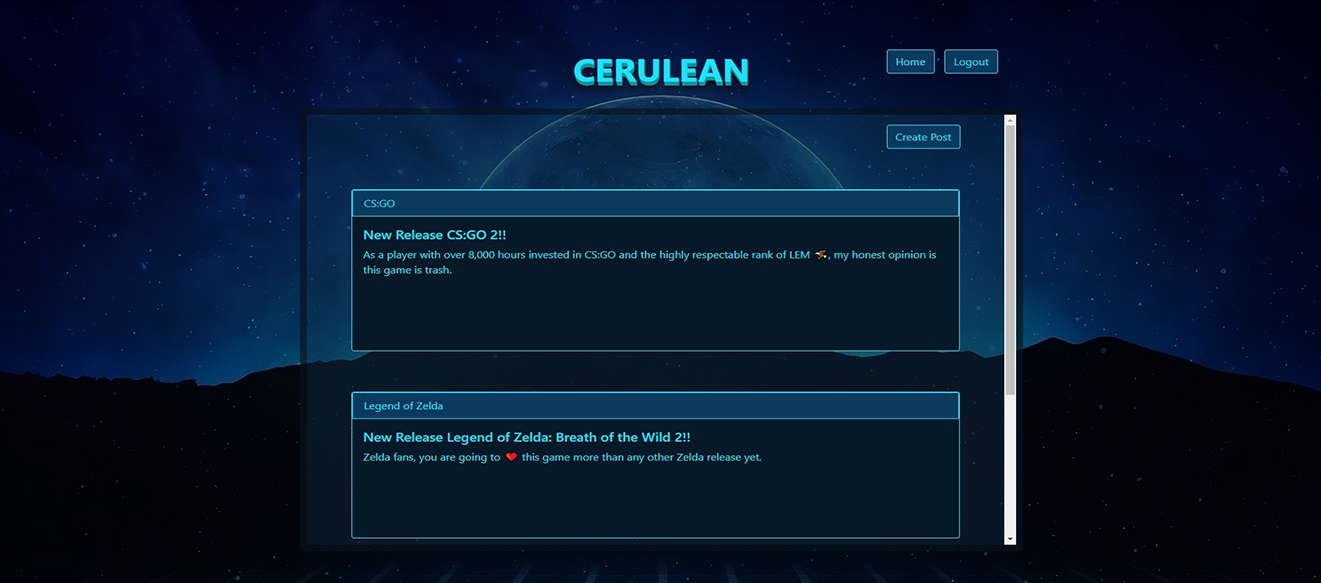 CERULEAN
Home
Logout
Create Post
CS:GO
New Release CS:GO 2!!
As a player with over 8,000 hours invested in CS:GO and the highly respectable rank of LEM 🦅, my honest opinion is
this game is trash.
Legend of Zelda
New Release Legend of Zelda: Breath of the Wild 2!!
Zelda fans, you are going to ❤️ this game more than any other Zelda release yet.